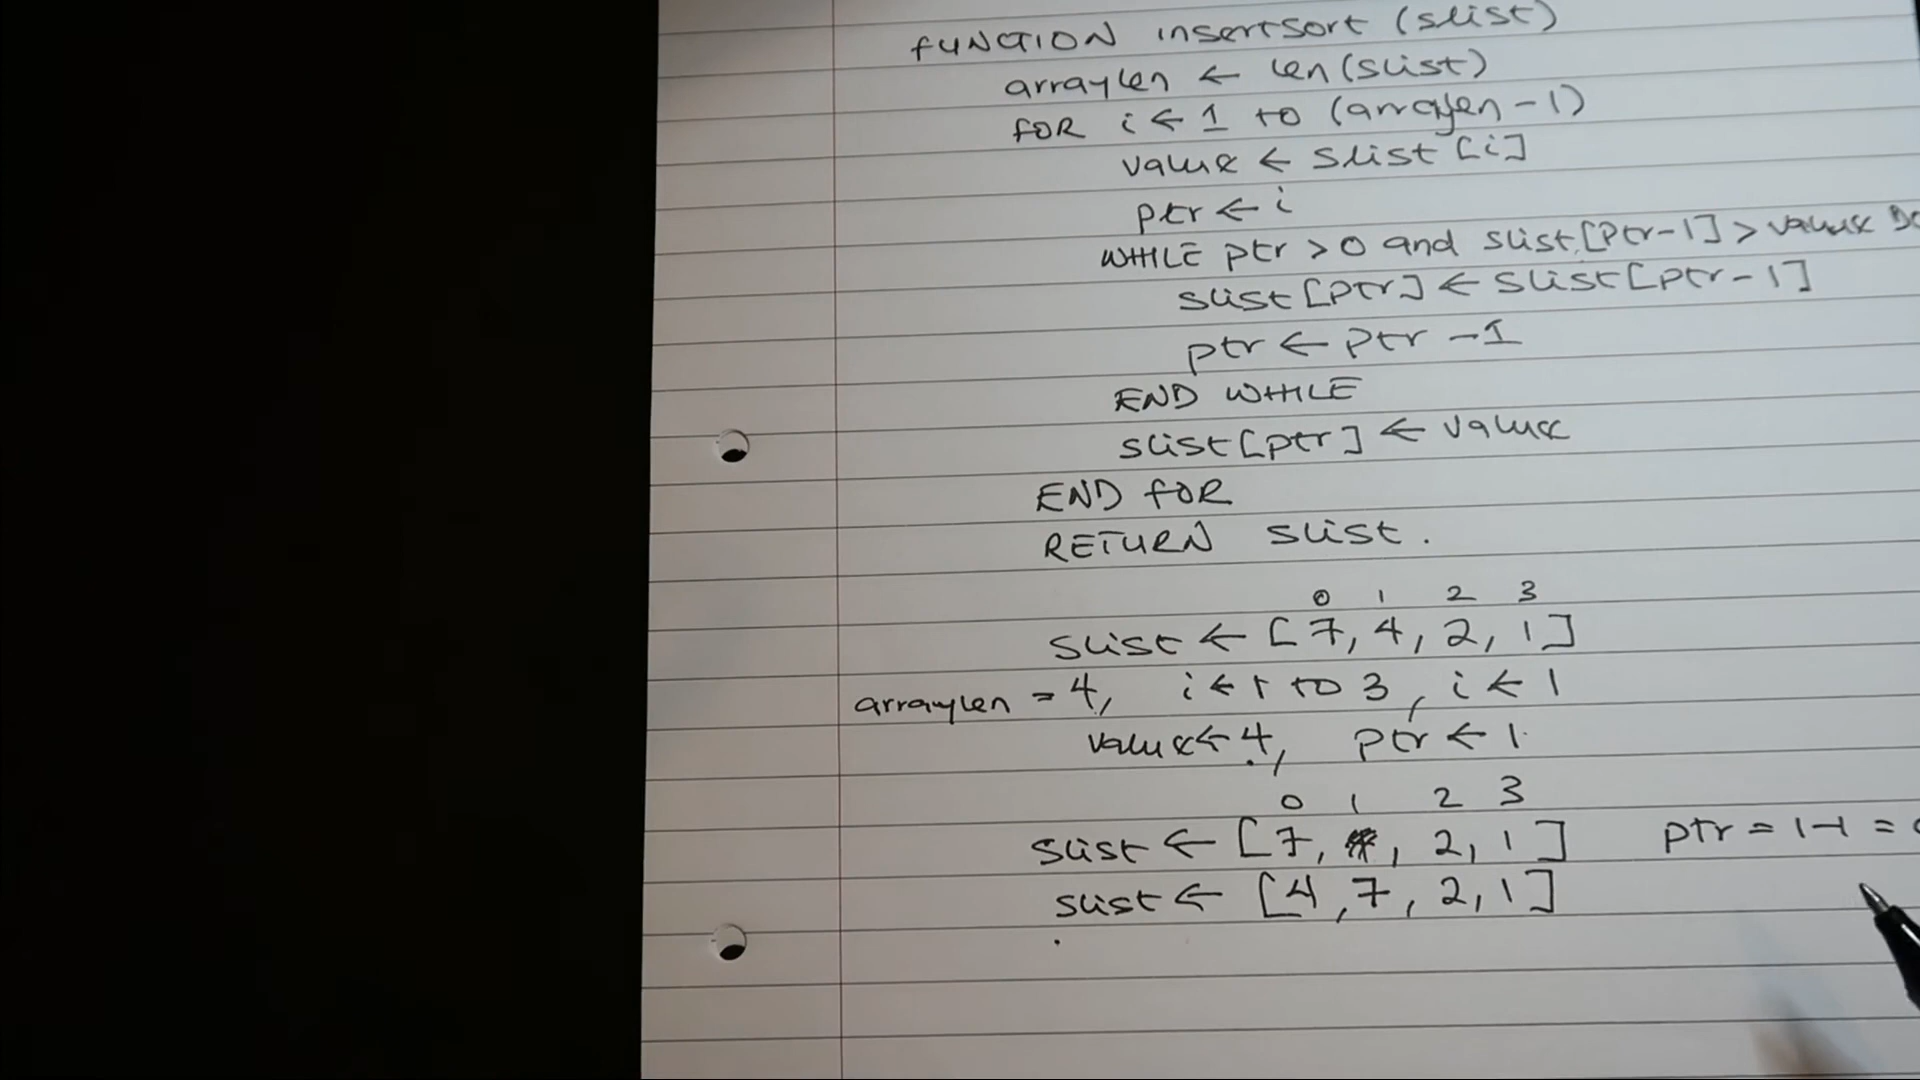 FUNCTION insertsort (slist)
arraylen ← len(slist)
FOR i ← 1 to (arraylen - 1)
value ← slist [i]
ptr ← i
WHILE ptr > 0 and slist[ptr-1] > value DO
slist[ptr] ← slist[ptr-1]
ptr ← ptr -1
END WHILE
slist[ptr] ← value
END FOR
RETURN slist.
0 1 2 3
slist ← [7, 4, 2, 1]
arraylen = 4, i ← 1 to 3, i ← 1
value ← 4, ptr ← 1
0 1 2 3
slist ← [7, , 2, 1] ptr = 1-1 =
slist ← [4, 7, 2, 1]